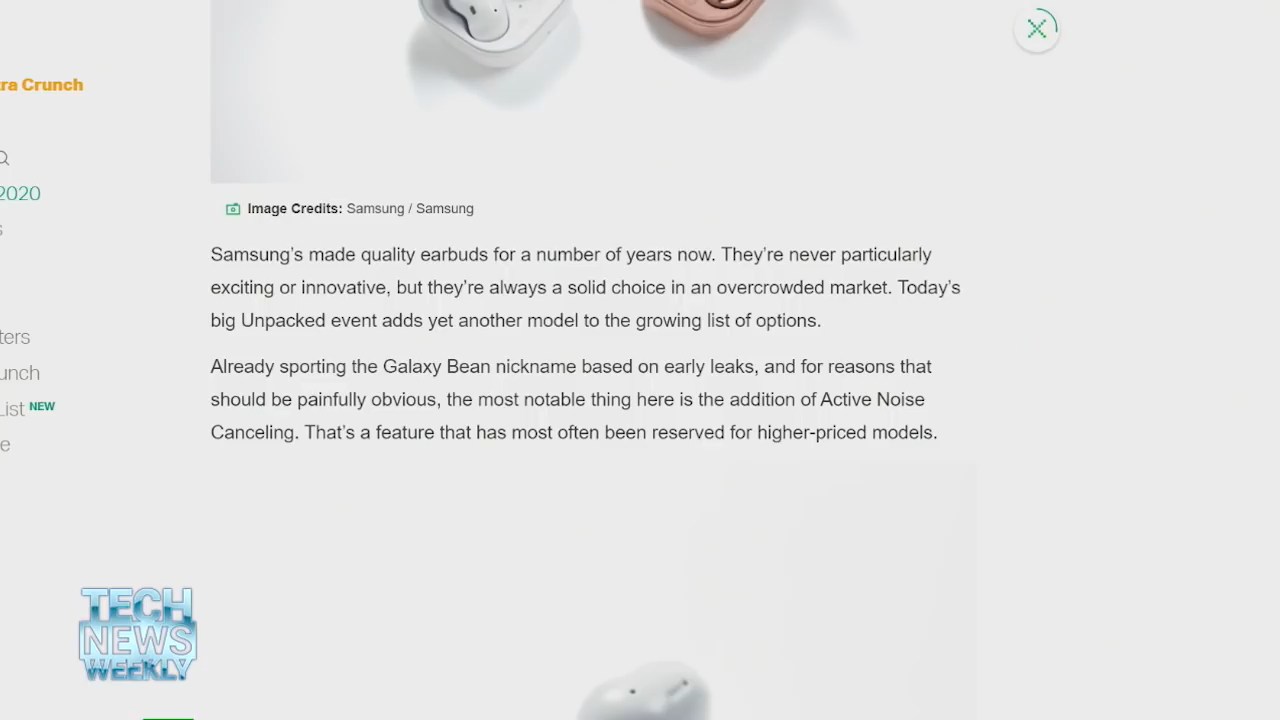 ra Crunch
2020
s
ters
unch
List NEW
e
Image Credits: Samsung / Samsung
Samsung’s made quality earbuds for a number of years now. They’re never particularly
exciting or innovative, but they’re always a solid choice in an overcrowded market. Today’s
big Unpacked event adds yet another model to the growing list of options.
Already sporting the Galaxy Bean nickname based on early leaks, and for reasons that
should be painfully obvious, the most notable thing here is the addition of Active Noise
Canceling. That’s a feature that has most often been reserved for higher-priced models.
TECH
NEWS
WEEKLY